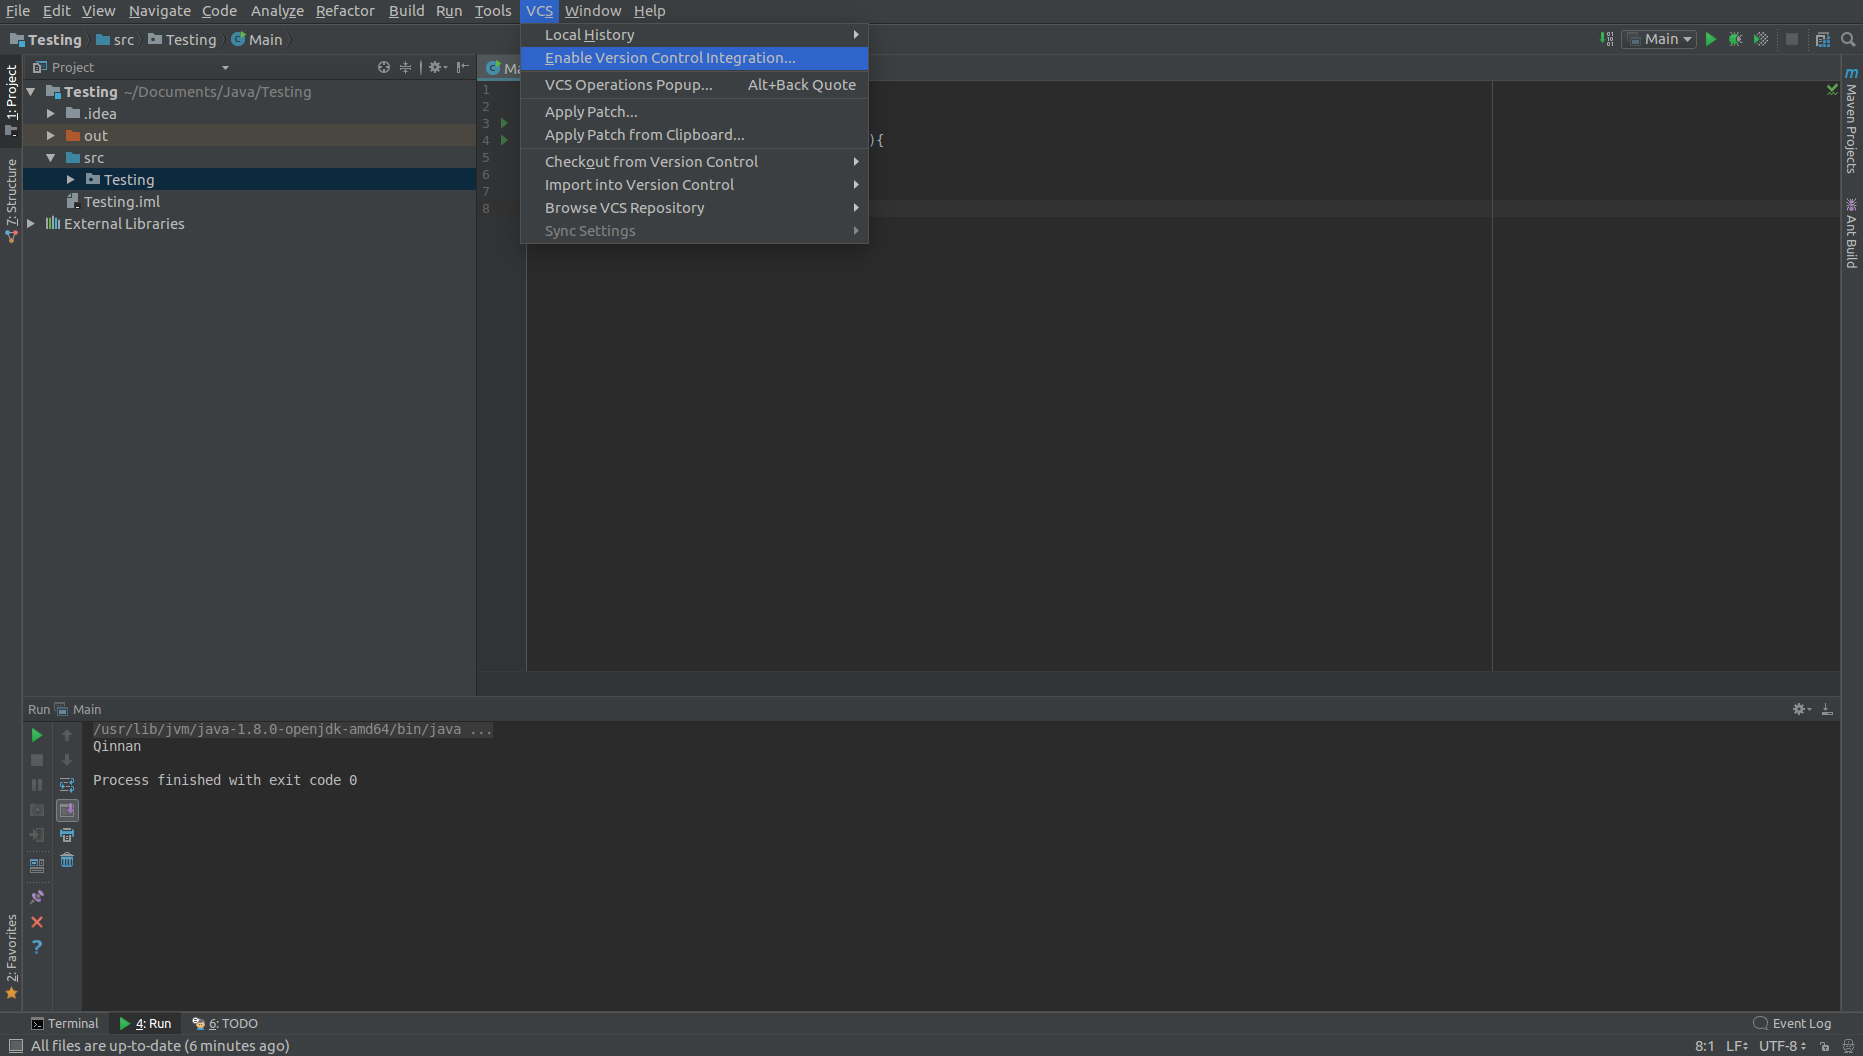 File Edit View Navigate Code Analyze Refactor Build Run Tools VCS Window Help
Testing src Testing Main
Main
Local History
Enable Version Control Integration...
VCS Operations Popup... Alt+Back Quote
Apply Patch...
Apply Patch from Clipboard...
Checkout from Version Control
Import into Version Control
Browse VCS Repository
Sync Settings
1: Project
7: Structure
2: Favorites
Project
Testing ~/Documents/Java/Testing
.idea
out
src
Testing
Testing.iml
External Libraries
Ma
1
2
3
4 ){
5
6
7
8
Maven Projects
Ant Build
Run Main
/usr/lib/jvm/java-1.8.0-openjdk-amd64/bin/java ...
Qinnan
Process finished with exit code 0
Terminal 4: Run 6: TODO Event Log
All files are up-to-date (6 minutes ago) 8:1 LF UTF-8